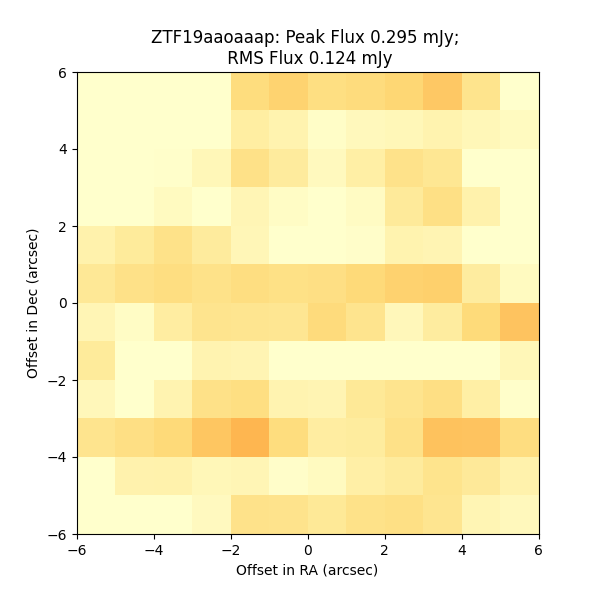 ZTF19aaoaaap: Peak Flux 0.295 mJy;
RMS Flux 0.124 mJy
6
4
2
0
−2
−4
−6
Offset in Dec (arcsec)
−6 −4 −2 0 2 4 6
Offset in RA (arcsec)